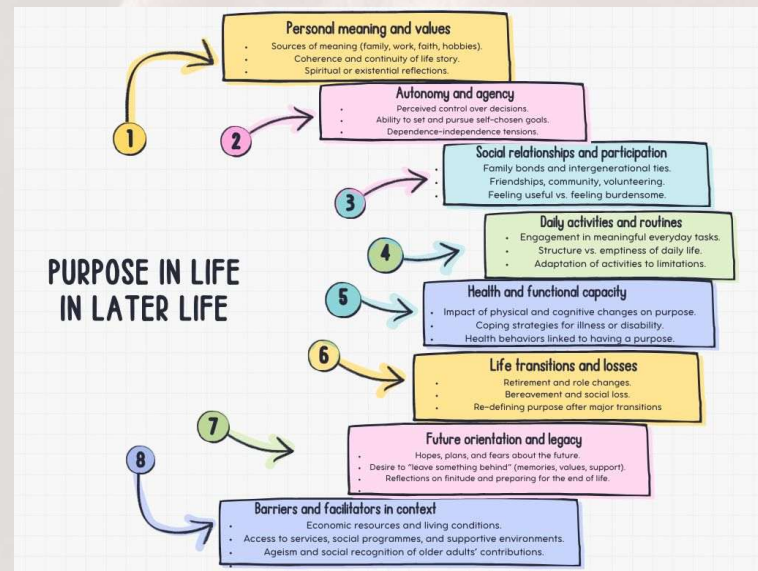 PURPOSE IN LIFE
IN LATER LIFE
1
Personal meaning and values
• Sources of meaning (family, work, faith, hobbies).
• Coherence and continuity of life story.
• Spiritual or existential reflections.
2
Autonomy and agency
• Perceived control over decisions.
• Ability to set and pursue self-chosen goals.
• Dependence-independence tensions.
3
Social relationships and participation
• Family bonds and intergenerational ties.
• Friendships, community, volunteering.
• Feeling useful vs. feeling burdensome.
4
Daily activities and routines
• Engagement in meaningful everyday tasks.
• Structure vs. emptiness of daily life.
• Adaptation of activities to limitations.
5
Health and functional capacity
• Impact of physical and cognitive changes on purpose.
• Coping strategies for illness or disability.
• Health behaviors linked to having a purpose.
6
Life transitions and losses
• Retirement and role changes.
• Bereavement and social loss.
• Re-defining purpose after major transitions
7
Future orientation and legacy
• Hopes, plans, and fears about the future.
• Desire to "leave something behind" (memories, values, support).
• Reflections on finitude and preparing for the end of life.
8
Barriers and facilitators in context
• Economic resources and living conditions.
• Access to services, social programmes, and supportive environments.
• Ageism and social recognition of older adults' contributions.